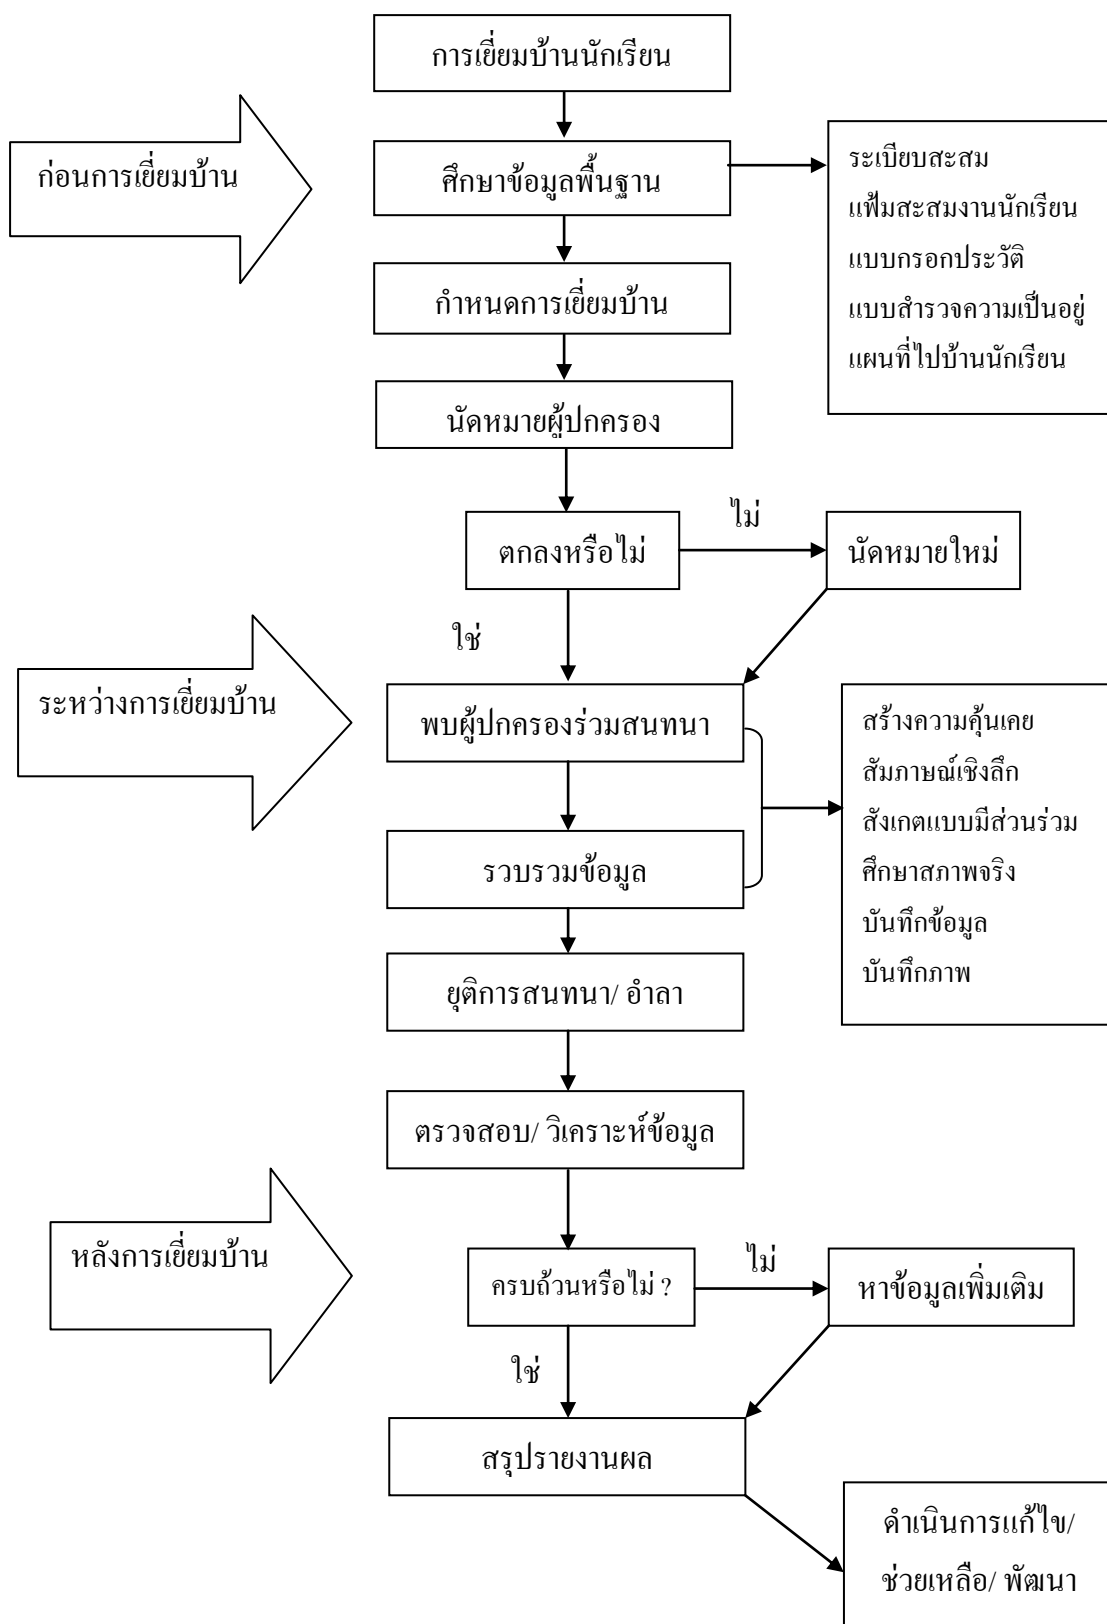 การเยี่ยมบ้านนักเรียน
ก่อนการเยี่ยมบ้าน
ศึกษาข้อมูลพื้นฐาน
ระเบียบสะสม
แฟ้มสะสมงานนักเรียน
แบบกรอกประวัติ
แบบสำรวจความเป็นอยู่
แผนที่ไปบ้านนักเรียน
กำหนดการเยี่ยมบ้าน
นัดหมายผู้ปกครอง
ตกลงหรือไม่
ไม่
นัดหมายใหม่
ใช่
ระหว่างการเยี่ยมบ้าน
พบผู้ปกครองร่วมสนทนา
สร้างความคุ้นเคย
สัมภาษณ์เชิงลึก
สังเกตแบบมีส่วนร่วม
ศึกษาสภาพจริง
บันทึกข้อมูล
บันทึกภาพ
รวบรวมข้อมูล
ยุติการสนทนา/ อำลา
ตรวจสอบ/ วิเคราะห์ข้อมูล
หลังการเยี่ยมบ้าน
ครบถ้วนหรือไม่ ?
ไม่
หาข้อมูลเพิ่มเติม
ใช่
สรุปรายงานผล
ดำเนินการแก้ไข/
ช่วยเหลือ/ พัฒนา